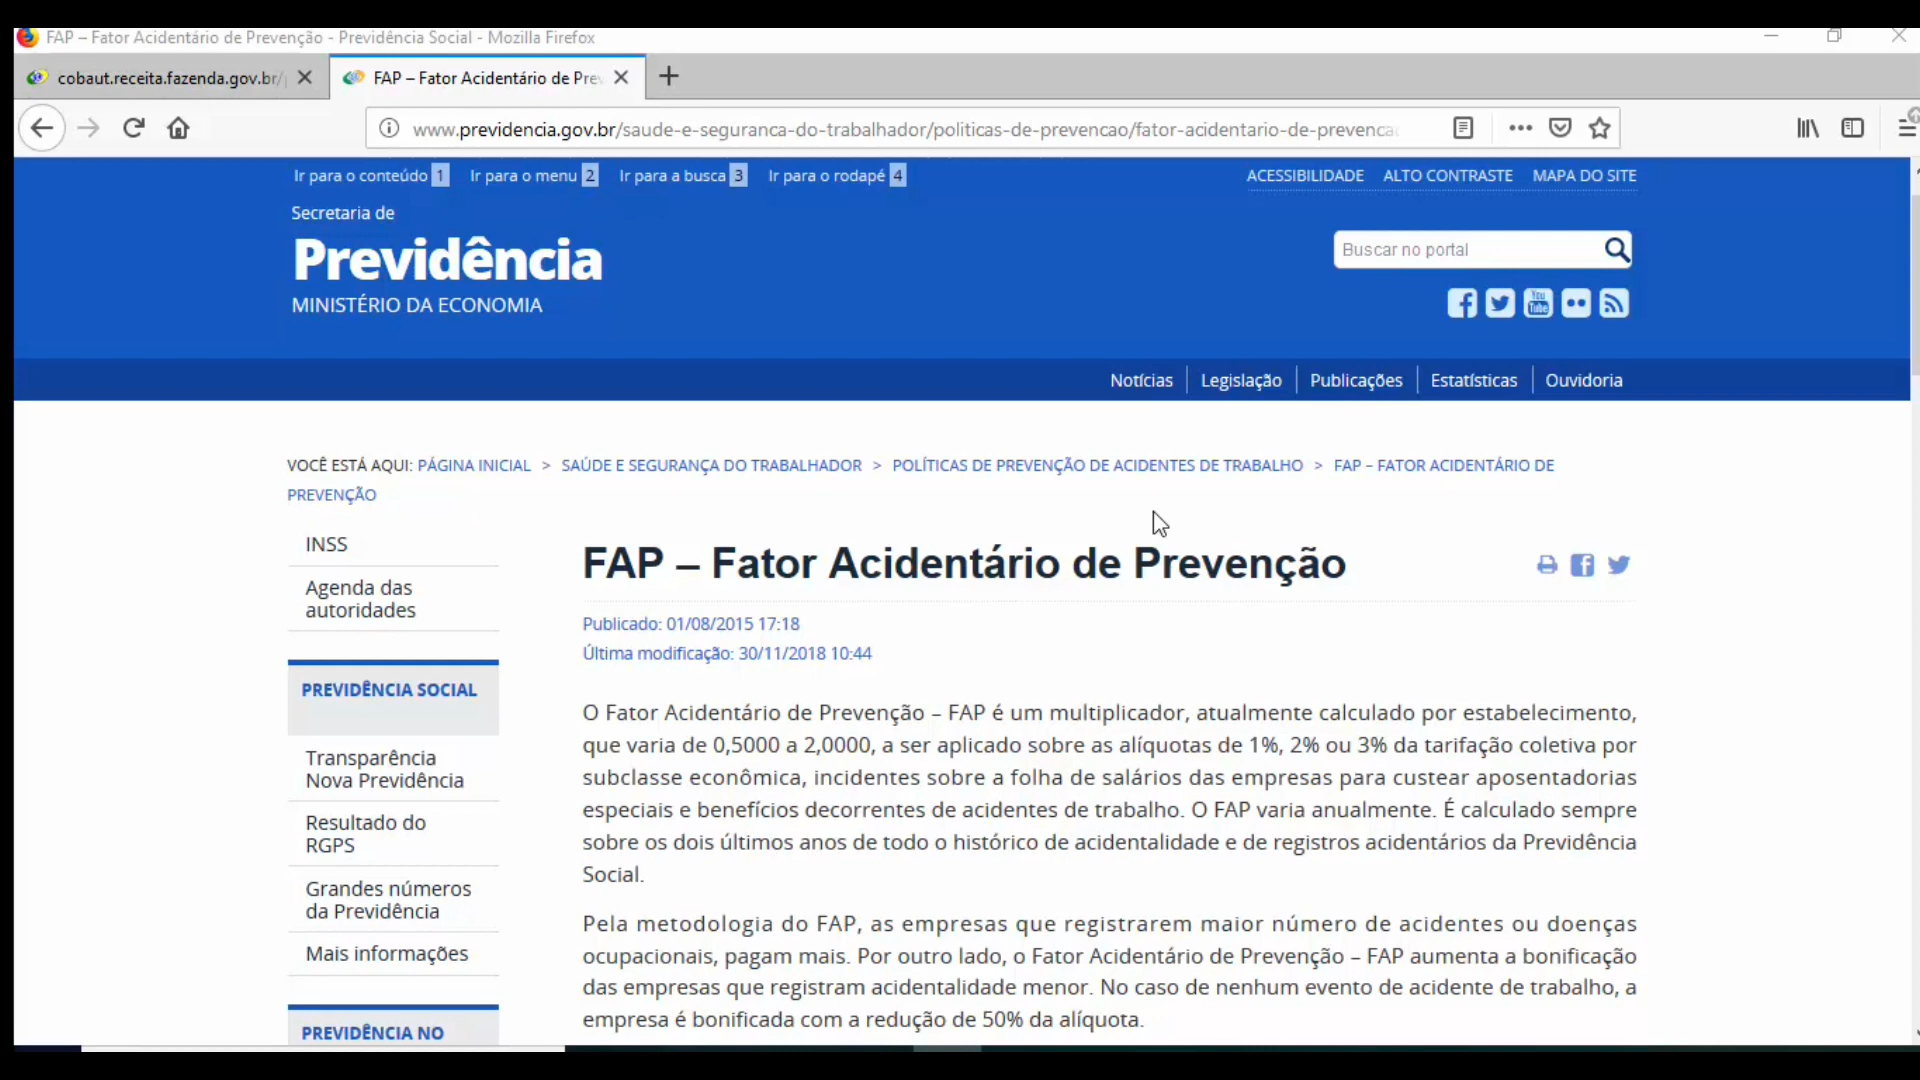 FAP – Fator Acidentário de Prevenção - Previdência Social - Mozilla Firefox
cobaut.receita.fazenda.gov.br/
FAP – Fator Acidentário de Pre
www.previdencia.gov.br/saude-e-seguranca-do-trabalhador/politicas-de-prevencao/fator-acidentario-de-prevenca
Ir para o conteúdo 1 Ir para o menu 2 Ir para a busca 3 Ir para o rodapé 4
ACESSIBILIDADE ALTO CONTRASTE MAPA DO SITE
Secretaria de
Previdência
MINISTÉRIO DA ECONOMIA
Buscar no portal
You
Tube
Notícias Legislação Publicações Estatísticas Ouvidoria
VOCÊ ESTÁ AQUI: PÁGINA INICIAL > SAÚDE E SEGURANÇA DO TRABALHADOR > POLÍTICAS DE PREVENÇÃO DE ACIDENTES DE TRABALHO > FAP – FATOR ACIDENTÁRIO DE
PREVENÇÃO
INSS
Agenda das
autoridades
PREVIDÊNCIA SOCIAL
Transparência
Nova Previdência
Resultado do
RGPS
Grandes números
da Previdência
Mais informações
PREVIDÊNCIA NO
FAP – Fator Acidentário de Prevenção
Publicado: 01/08/2015 17:18
Última modificação: 30/11/2018 10:44
O Fator Acidentário de Prevenção – FAP é um multiplicador, atualmente calculado por estabelecimento,
que varia de 0,5000 a 2,0000, a ser aplicado sobre as alíquotas de 1%, 2% ou 3% da tarifação coletiva por
subclasse econômica, incidentes sobre a folha de salários das empresas para custear aposentadorias
especiais e benefícios decorrentes de acidentes de trabalho. O FAP varia anualmente. É calculado sempre
sobre os dois últimos anos de todo o histórico de acidentalidade e de registros acidentários da Previdência
Social.
Pela metodologia do FAP, as empresas que registrarem maior número de acidentes ou doenças
ocupacionais, pagam mais. Por outro lado, o Fator Acidentário de Prevenção – FAP aumenta a bonificação
das empresas que registram acidentalidade menor. No caso de nenhum evento de acidente de trabalho, a
empresa é bonificada com a redução de 50% da alíquota.